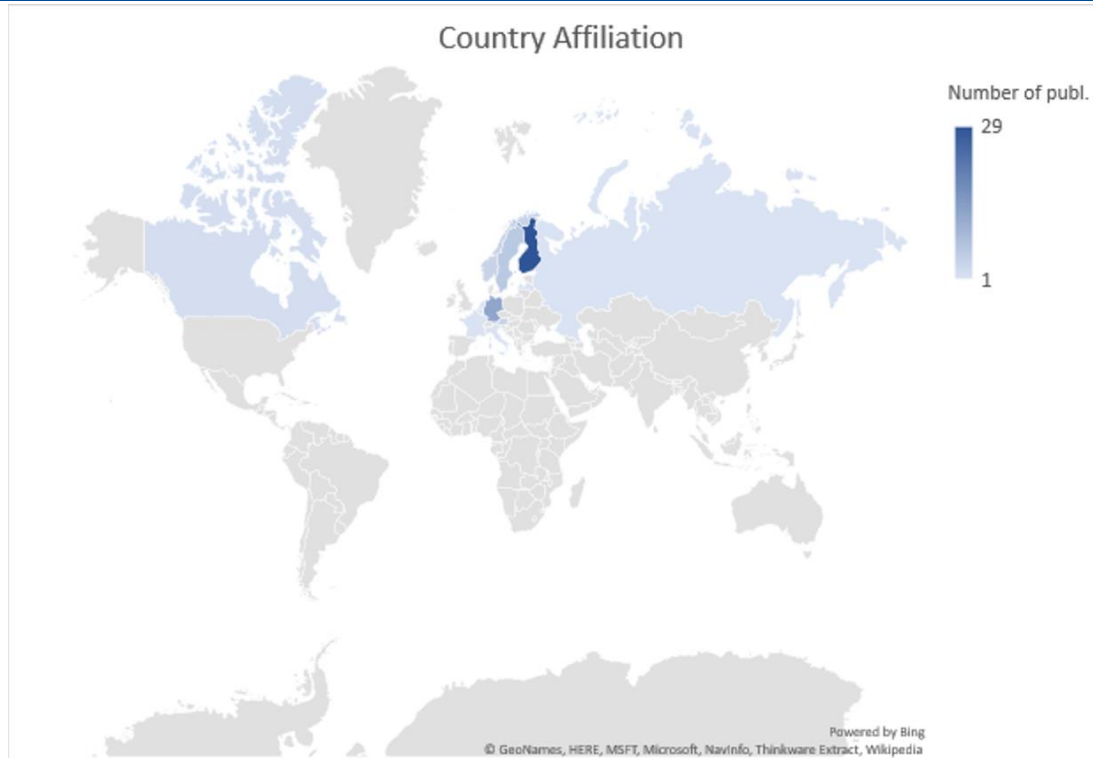 Country Affiliation
Number of publ.
29
1
Powered by Bing
© GeoNames, HERE, MSFT, Microsoft, NavInfo, Thinkware Extract, Wikipedia